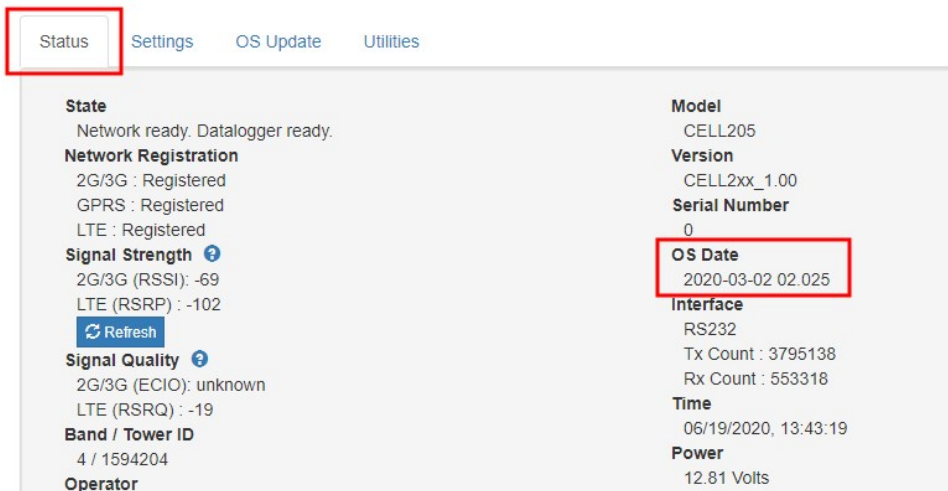 Status Settings OS Update Utilities
State
Network ready. Datalogger ready.
Network Registration
2G/3G : Registered
GPRS : Registered
LTE : Registered
Signal Strength ?
2G/3G (RSSI): -69
LTE (RSRP) : -102
Refresh
Signal Quality ?
2G/3G (ECIO): unknown
LTE (RSRQ) : -19
Band / Tower ID
4 / 1594204
Operator
Model
CELL205
Version
CELL2xx_1.00
Serial Number
0
OS Date
2020-03-02 02.025
Interface
RS232
Tx Count : 3795138
Rx Count : 553318
Time
06/19/2020, 13:43:19
Power
12.81 Volts